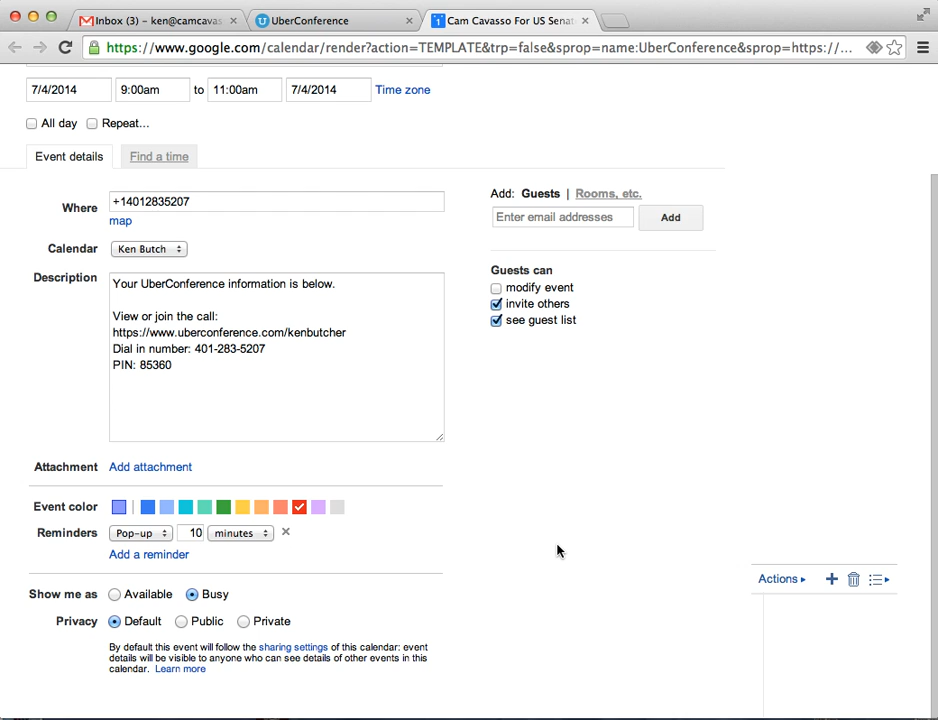 Inbox (3) – ken@camcavas
UberConference
Cam Cavasso For US Senat
https://www.google.com/calendar/render?action=TEMPLATE&trp=false&sprop=name:UberConference&sprop=https://...
7/4/2014 9:00am to 11:00am 7/4/2014 Time zone
All day Repeat...
Event details Find a time
Where +14012835207
map
Calendar Ken Butch
Description Your UberConference information is below.
View or join the call:
https://www.uberconference.com/kenbutcher
Dial in number: 401-283-5207
PIN: 85360
Add: Guests | Rooms, etc.
Enter email addresses Add
Guests can
modify event
invite others
see guest list
Attachment Add attachment
Event color
Reminders Pop-up 10 minutes
Add a reminder
Show me as Available Busy
Privacy Default Public Private
By default this event will follow the sharing settings of this calendar: event
details will be visible to anyone who can see details of other events in this
calendar. Learn more
Actions